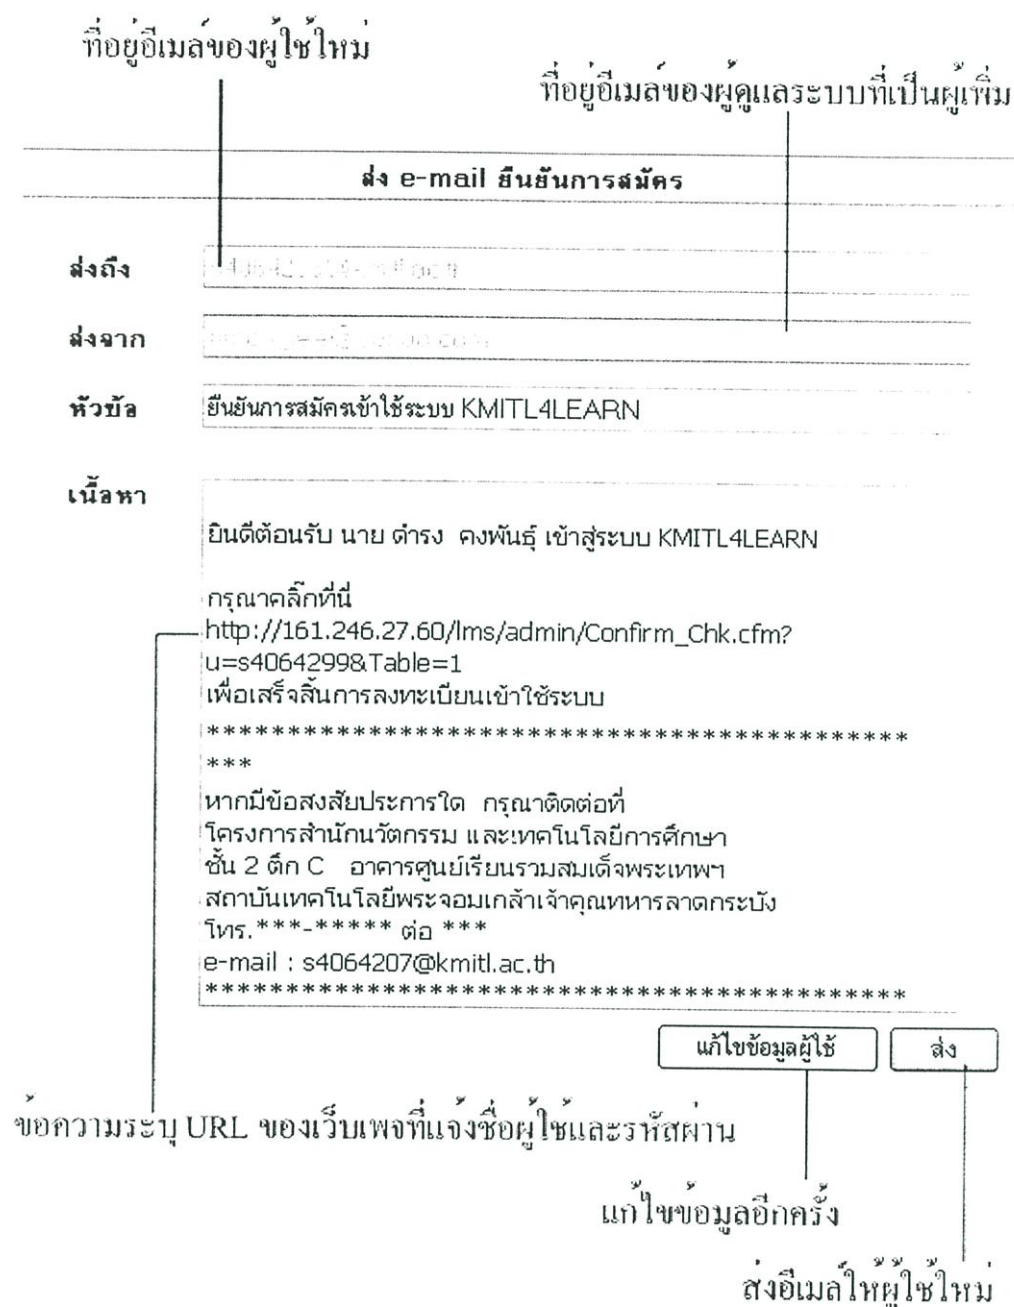 ที่อยู่อีเมล์ของผู้ใช้ใหม่
ที่อยู่อีเมล์ของผู้ดูแลระบบที่เป็นผู้เพิ่ม
ส่ง e-mail ยืนยันการสมัคร
ส่งถึง
ส่งจาก
หัวข้อ ยืนยันการสมัครเข้าใช้ระบบ KMITL4LEARN
เนื้อหา
ยินดีต้อนรับ นาย ดำรง คงพันธุ์ เข้าสู่ระบบ KMITL4LEARN
กรุณาคลิ๊กที่นี่
http://161.246.27.60/lms/admin/Confirm_Chk.cfm?
u=s4064299&Table=1
เพื่อเสร็จสิ้นการลงทะเบียนเข้าใช้ระบบ
********************************************
***
หากมีข้อสงสัยประการใด กรุณาติดต่อที่
โครงการสำนักนวัตกรรม และเทคโนโลยีการศึกษา
ชั้น 2 ตึก C อาคารศูนย์เรียนรวมสมเด็จพระเทพฯ
สถาบันเทคโนโลยีพระจอมเกล้าเจ้าคุณทหารลาดกระบัง
โทร.***-***** ต่อ ***
e-mail : s4064207@kmitl.ac.th
********************************************
แก้ไขข้อมูลผู้ใช้ ส่ง
ข้อความระบุ URL ของเว็บเพจที่แจ้งชื่อผู้ใช้และรหัสผ่าน
แก้ไขข้อมูลอีกครั้ง
ส่งอีเมล์ให้ผู้ใช้ใหม่